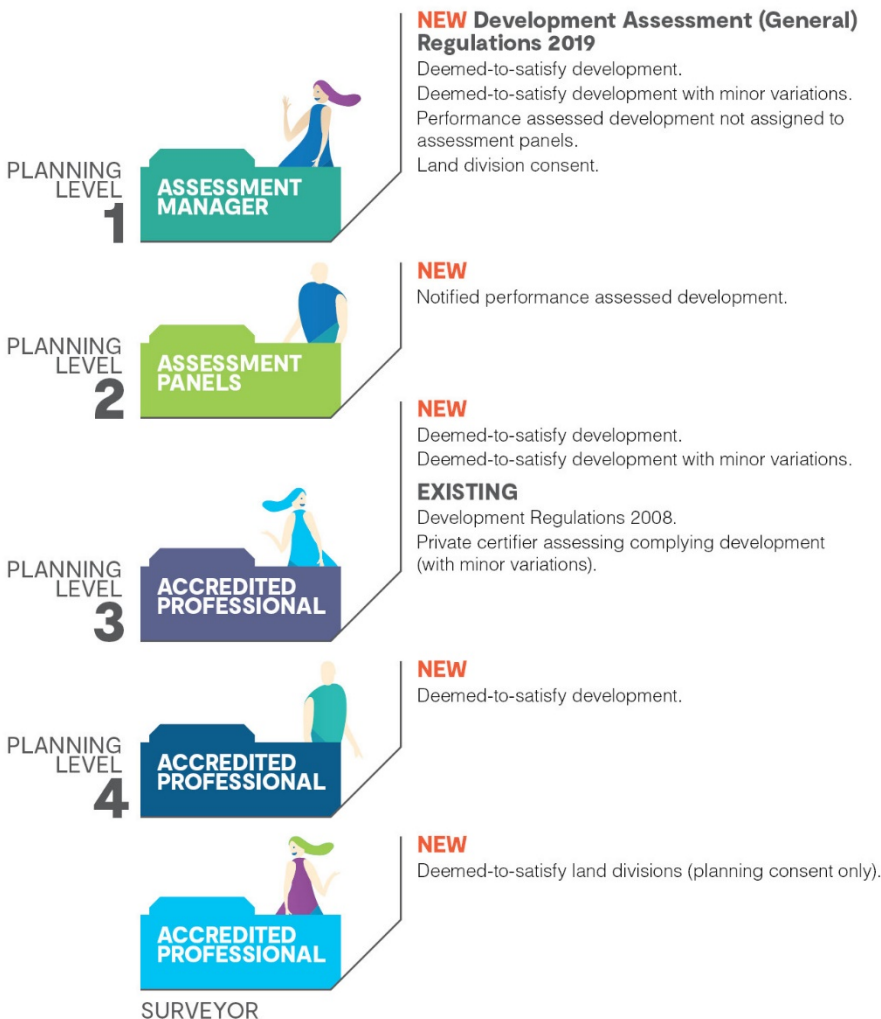 PLANNING
LEVEL
1
ASSESSMENT
MANAGER
NEW Development Assessment (General)
Regulations 2019
Deemed-to-satisfy development.
Deemed-to-satisfy development with minor variations.
Performance assessed development not assigned to
assessment panels.
Land division consent.
PLANNING
LEVEL
2
ASSESSMENT
PANELS
NEW
Notified performance assessed development.
PLANNING
LEVEL
3
ACCREDITED
PROFESSIONAL
NEW
Deemed-to-satisfy development.
Deemed-to-satisfy development with minor variations.
EXISTING
Development Regulations 2008.
Private certifier assessing complying development
(with minor variations).
PLANNING
LEVEL
4
ACCREDITED
PROFESSIONAL
NEW
Deemed-to-satisfy development.
ACCREDITED
PROFESSIONAL
SURVEYOR
NEW
Deemed-to-satisfy land divisions (planning consent only).